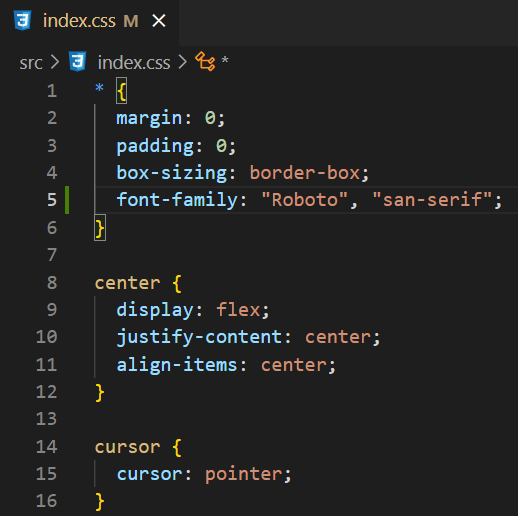 index.css M
src > index.css > *
1 * {
2 margin: 0;
3 padding: 0;
4 box-sizing: border-box;
5 font-family: "Roboto", "san-serif";
6 }
7
8 center {
9 display: flex;
10 justify-content: center;
11 align-items: center;
12 }
13
14 cursor {
15 cursor: pointer;
16 }